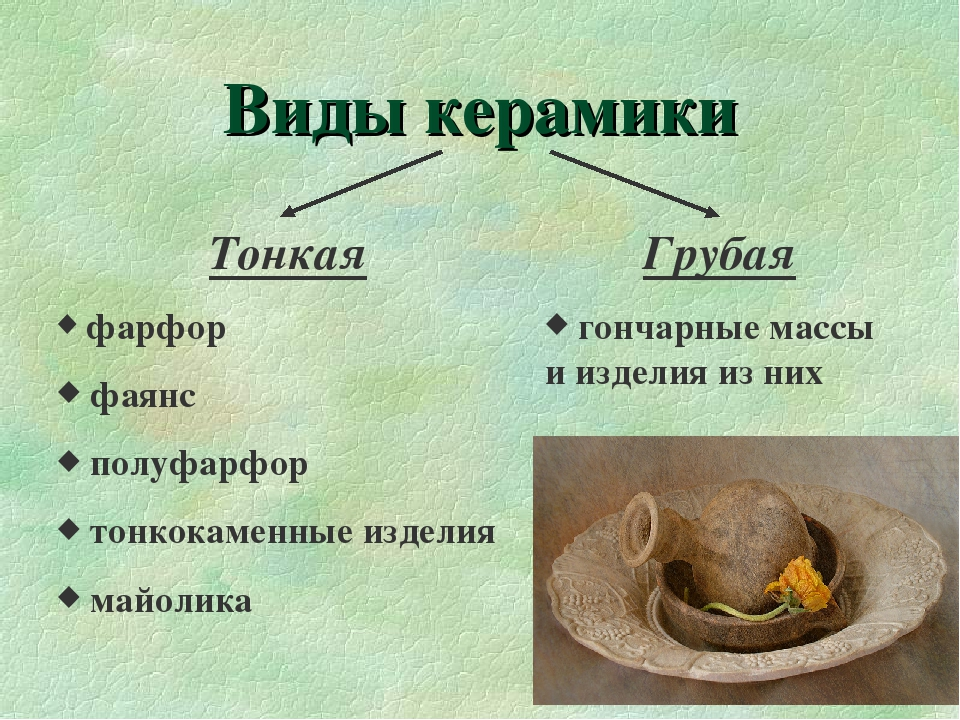 Виды керамики
Тонкая
фарфор
фаянс
полуфарфор
тонкокаменные изделия
майолика
Грубая
гончарные массы
и изделия из них